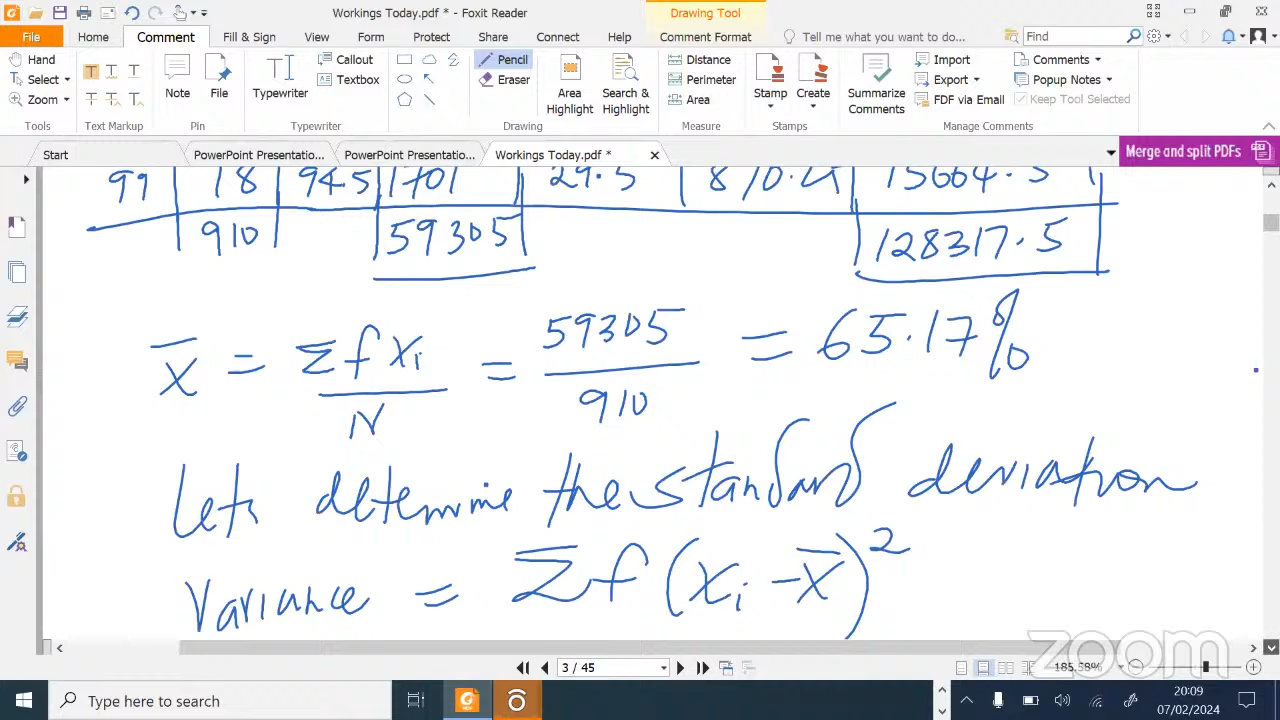 Workings Today.pdf * - Foxit Reader
Drawing Tool
File Home Comment Fill & Sign View Form Protect Share Connect Help Comment Format Tell me what you want to do... Find
Hand
Select
Zoom
Tools
Text Markup
Note
File
Pin
Typewriter
Callout
Textbox
Typewriter
Pencil
Eraser
Drawing
Area Highlight
Search & Highlight
Distance
Perimeter
Area
Measure
Stamp
Create
Stamps
Summarize Comments
Import
Export
FDF via Email
Comments
Popup Notes
Keep Tool Selected
Manage Comments
Start PowerPoint Presentatio... PowerPoint Presentatio... Workings Today.pdf * Merge and split PDFs
99 18 94.5 1701 29.5 870.25 15664.5
910 59305 128317.5
x̄ = Σfxi / N = 59305 / 910 = 65.17%
Lets determine the standard deviation
Variance = Σf(xi - x̄)²
zoom
3 / 45 185.38%
Type here to search
20:09
07/02/2024